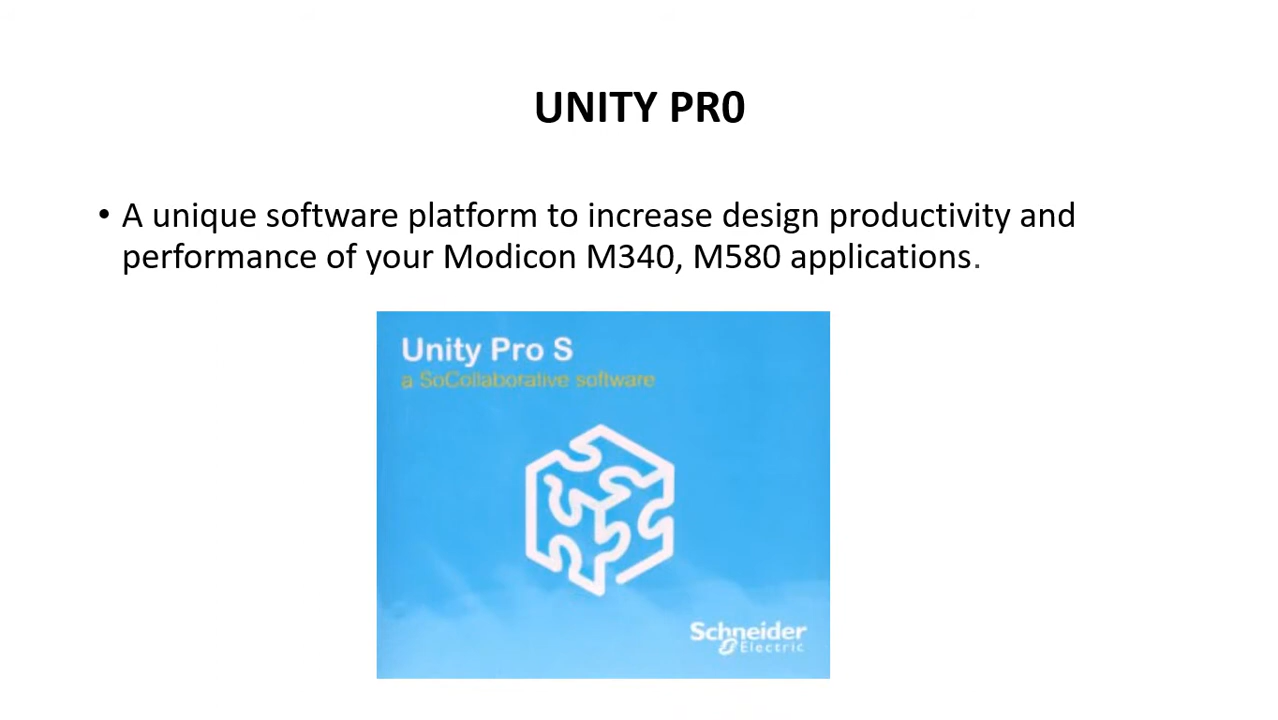 UNITY PR0
• A unique software platform to increase design productivity and
performance of your Modicon M340, M580 applications.
Unity Pro S
a SoCollaborative software
Schneider
Electric